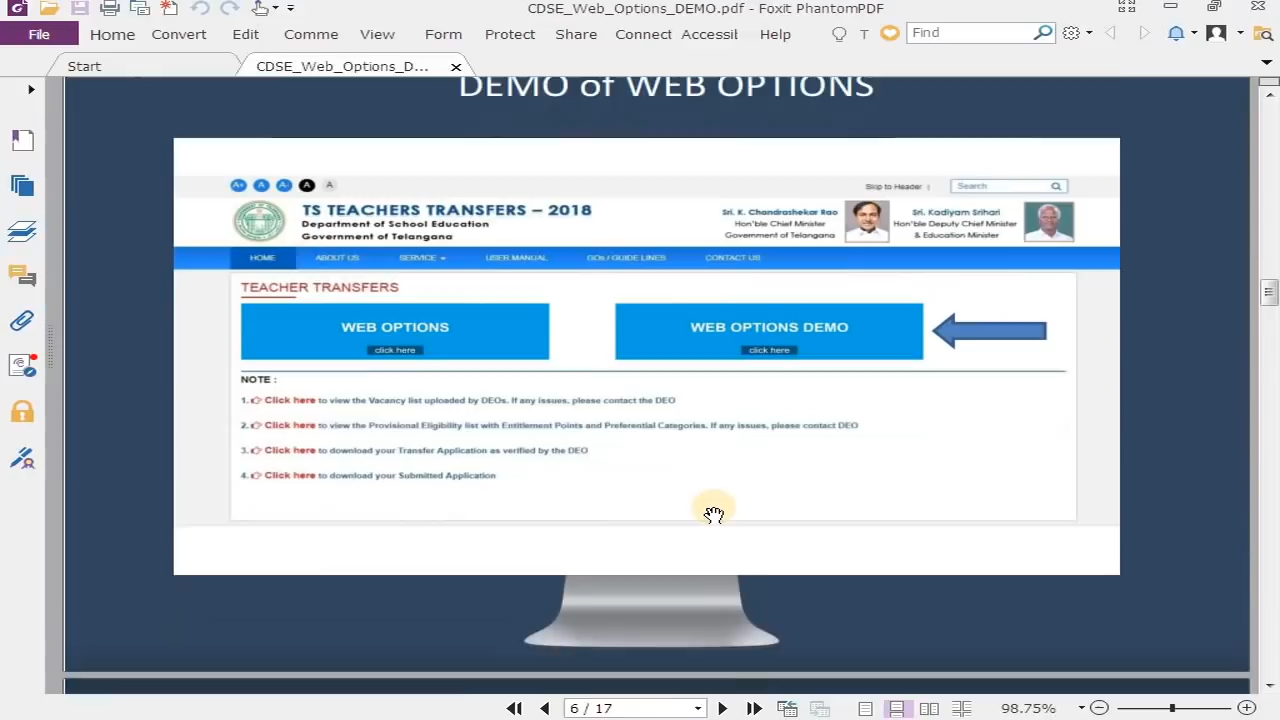 CDSE_Web_Options_DEMO.pdf - Foxit PhantomPDF
File Home Convert Edit Comme View Form Protect Share Connect Accessil Help Find
Start CDSE_Web_Options_D...
DEMO of WEB OPTIONS
A+ A A- A A Skip to Header | Search
TS TEACHERS TRANSFERS – 2018
Department of School Education
Government of Telangana
Sri. K. Chandrashekar Rao
Hon'ble Chief Minister
Government of Telangana
Sri. Kadiyam Srihari
Hon'ble Deputy Chief Minister
& Education Minister
HOME ABOUT US SERVICE USER MANUAL GOs / GUIDE LINES CONTACT US
TEACHER TRANSFERS
WEB OPTIONS
click here
WEB OPTIONS DEMO
click here
NOTE :
1. Click here to view the Vacancy list uploaded by DEOs. If any issues, please contact the DEO
2. Click here to view the Provisional Eligibility list with Entitlement Points and Preferential Categories. If any issues, please contact DEO
3. Click here to download your Transfer Application as verified by the DEO
4. Click here to download your Submitted Application
6 / 17 98.75%